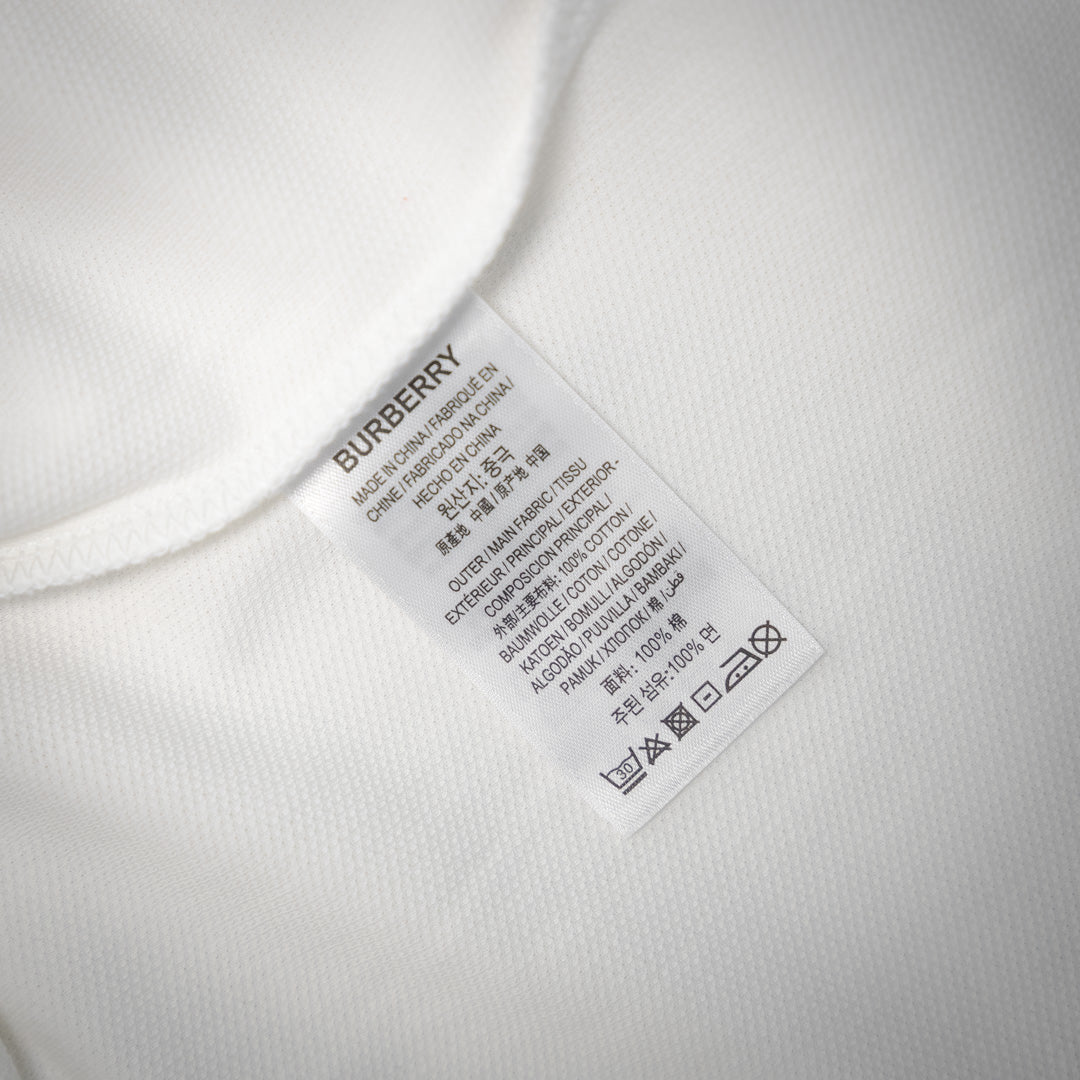 BURBERRY
MADE IN CHINA / FABRIQUÉ EN
CHINE / FABRICADO NA CHINA /
HECHO EN CHINA
원산지: 중국
原產地 中國 / 原产地 中国
OUTER / MAIN FABRIC / TISSU
EXTÉRIEUR / PRINCIPAL / EXTERIOR-
COMPOSICION PRINCIPAL /
外部/主要布料: 100% COTTON /
BAUMWOLLE / COTON / COTONE /
KATOEN / BOMULL / ALGODÓN /
ALGODÃO / PUUVILLA / BAMBAKI /
PAMUK / ХЛОПОК / 棉 / قطن
面料: 100% 棉
주된 섬유:100% 면
30